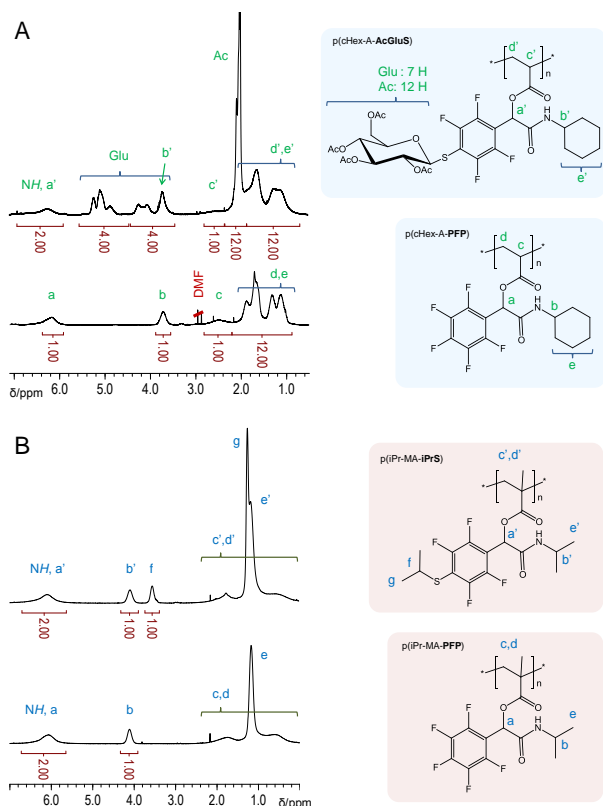 A
Ac
Glu
b'
d',e'
NH, a'
c'
2.00
4.00
4.00
1.00
12.00
12.00
a
b
DMF
c
d,e
1.00
1.00
1.00
12.00
δ/ppm
6.0
5.0
4.0
3.0
2.0
1.0
p(cHex-A-AcGluS)
Glu : 7 H
Ac: 12 H
d'
c'
*
*
n
O
O
a'
H
N
b'
O
e'
F
F
F
F
S
OAc
AcO
O
AcO
OAc
p(cHex-A-PFP)
d
c
*
*
n
O
O
a
H
N
b
O
e
F
F
F
F
F
B
g
e'
c',d'
NH, a'
b'
f
2.00
1.00
1.00
e
c,d
NH, a
b
2.00
1.00
6.0
5.0
4.0
3.0
2.0
1.0
δ/ppm
p(iPr-MA-iPrS)
c',d'
*
*
n
O
O
a'
H
N
e'
b'
O
F
F
F
F
S
f
g
p(iPr-MA-PFP)
c,d
*
*
n
O
O
a
H
N
e
b
O
F
F
F
F
F